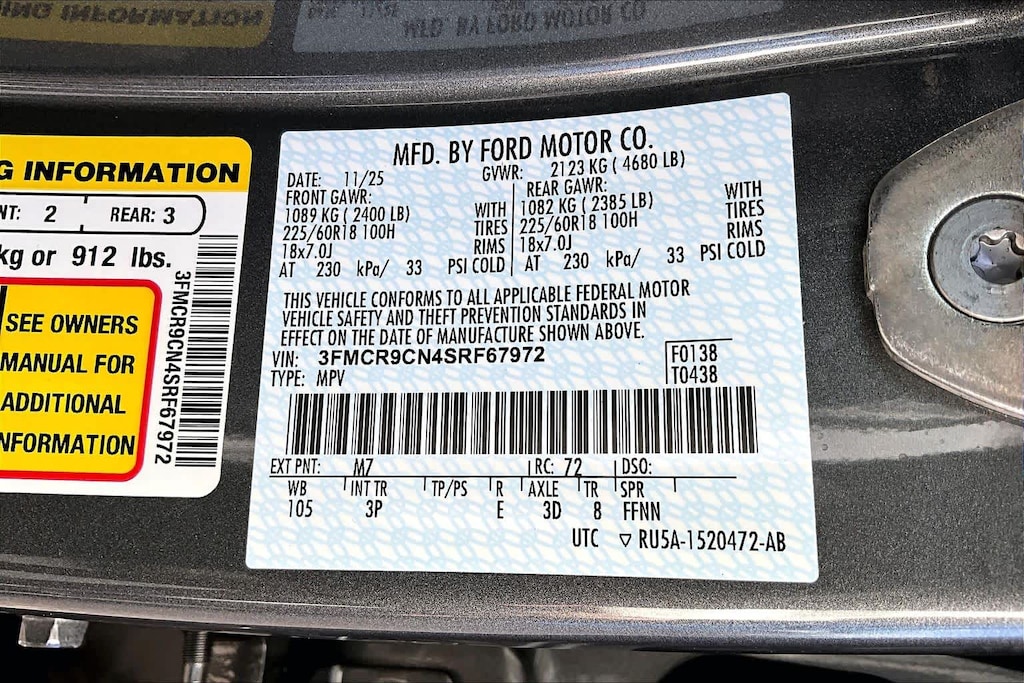 G INFORMATION
NT: 2 REAR: 3
kg or 912 lbs.
SEE OWNERS
MANUAL FOR
ADDITIONAL
NFORMATION
3FMCR9CN4SRF67972
MFD. BY FORD MOTOR CO.
DATE: 11/25 GVWR: 2123 KG ( 4680 LB)
FRONT GAWR: REAR GAWR:
1089 KG ( 2400 LB) WITH 1082 KG ( 2385 LB) WITH
225/60R18 100H TIRES 225/60R18 100H TIRES
18x7.0J RIMS 18x7.0J RIMS
AT 230 kPa/ 33 PSI COLD AT 230 kPa/ 33 PSI COLD
THIS VEHICLE CONFORMS TO ALL APPLICABLE FEDERAL MOTOR
VEHICLE SAFETY AND THEFT PREVENTION STANDARDS IN
EFFECT ON THE DATE OF MANUFACTURE SHOWN ABOVE.
VIN: 3FMCR9CN4SRF67972 F0138
TYPE: MPV T0438
EXT PNT: M7 RC: 72 DSO:
WB INT TR TP/PS R AXLE TR SPR
105 3P E 3D 8 FFNN
UTC ▽ RU5A-1520472-AB